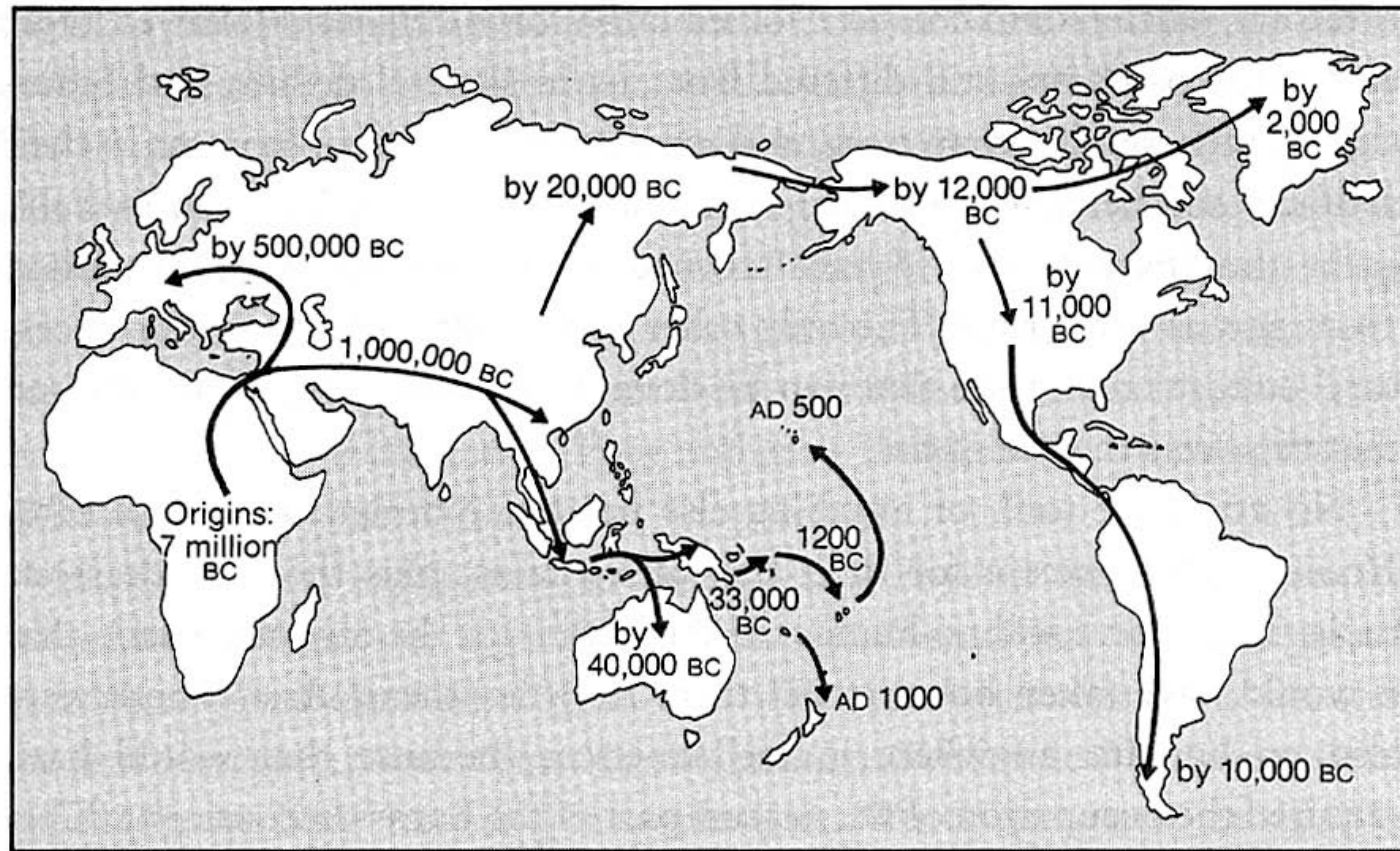 by
2,000
BC
by 20,000 BC
by 12,000
BC
by 500,000 BC
by
11,000
BC
1,000,000 BC
AD 500
Origins:
7 million
BC
1200
BC
33,000
BC
by
40,000 BC
AD 1000
by 10,000 BC